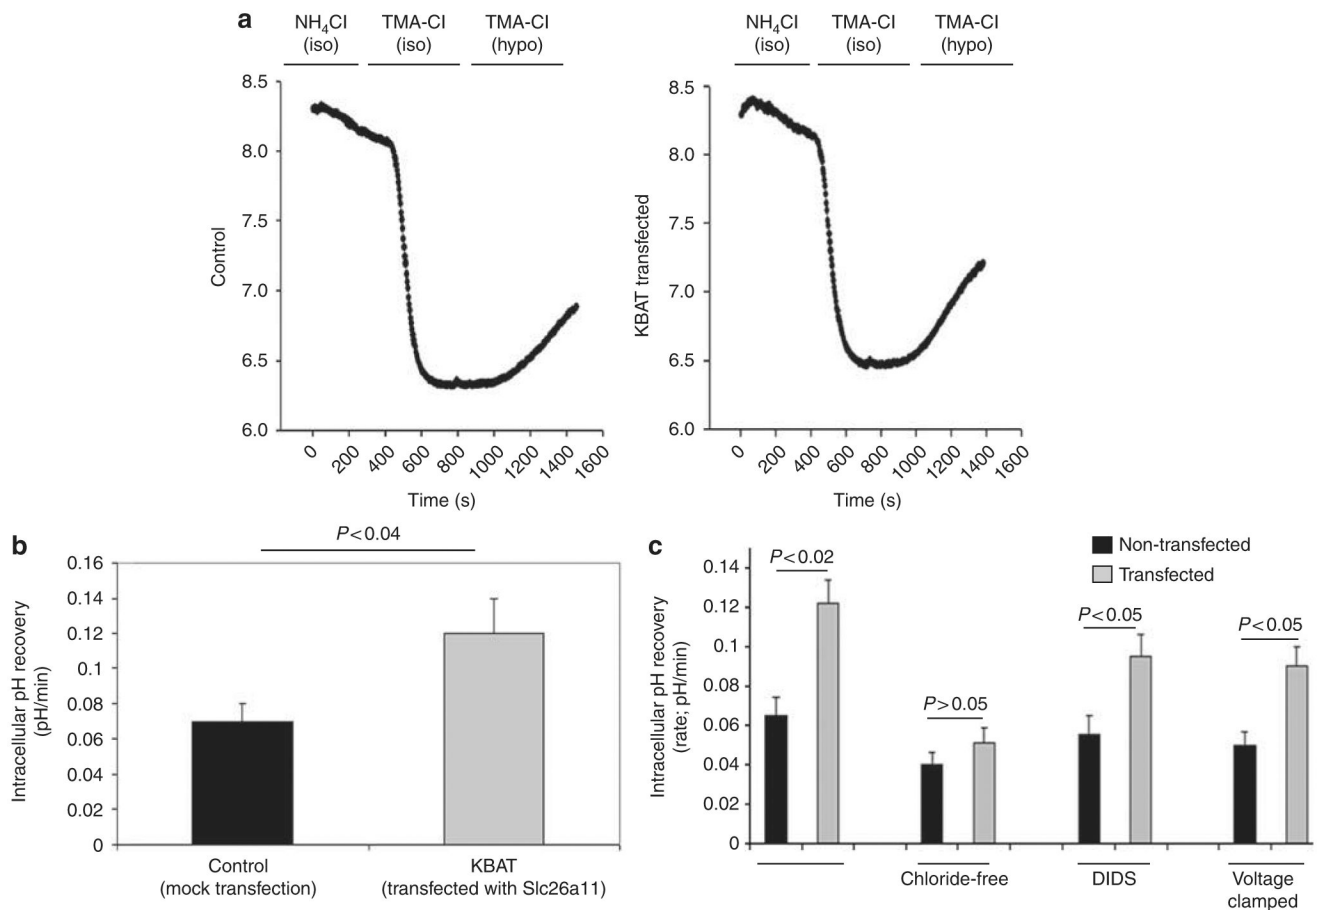 a
NH4Cl
(iso)
TMA-Cl
(iso)
TMA-Cl
(hypo)
8.5
8.0
7.5
7.0
6.5
6.0
Control
0
200
400
600
800
1000
1200
1400
1600
Time (s)
NH4Cl
(iso)
TMA-Cl
(iso)
TMA-Cl
(hypo)
8.5
8.0
7.5
7.0
6.5
6.0
KBAT transfected
0
200
400
600
800
1000
1200
1400
1600
Time (s)
b
P<0.04
0.16
0.14
0.12
0.1
0.08
0.06
0.04
0.02
0
Intracellular pH recovery
(pH/min)
Control
(mock transfection)
KBAT
(transfected with Slc26a11)
c
Non-transfected
Transfected
P<0.02
P>0.05
P<0.05
P<0.05
0.14
0.12
0.1
0.08
0.06
0.04
0.02
0
Intracellular pH recovery
(rate; pH/min)
Chloride-free
DIDS
Voltage
clamped